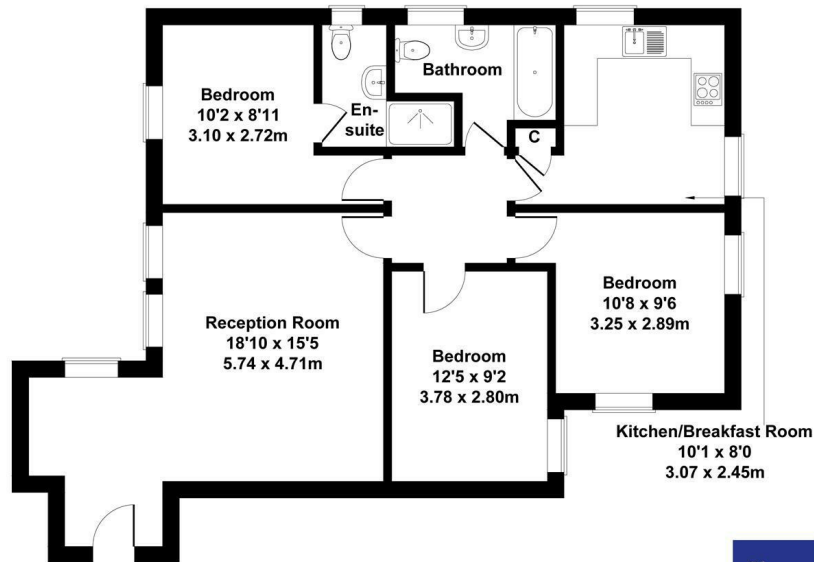 Bedroom
10'2 x 8'11
3.10 x 2.72m
En-
suite
Bathroom
C
Reception Room
18'10 x 15'5
5.74 x 4.71m
Bedroom
12'5 x 9'2
3.78 x 2.80m
Bedroom
10'8 x 9'6
3.25 x 2.89m
Kitchen/Breakfast Room
10'1 x 8'0
3.07 x 2.45m